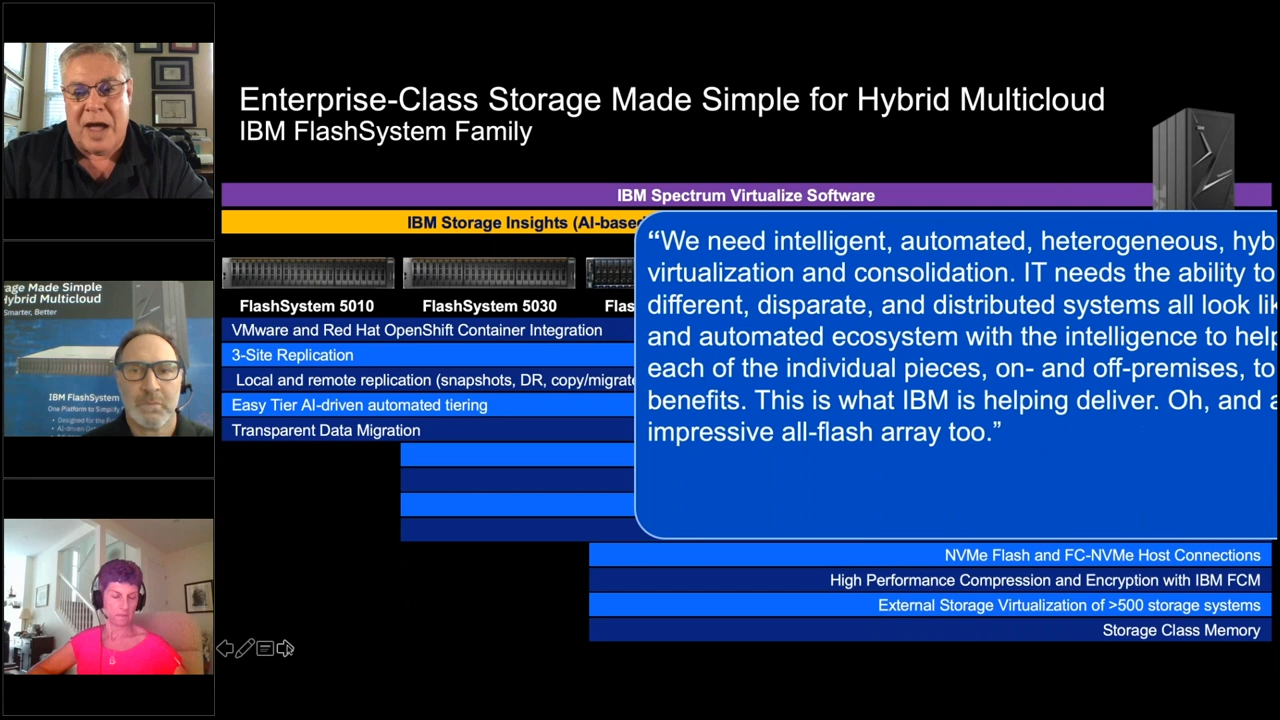 Enterprise-Class Storage Made Simple for Hybrid Multicloud
IBM FlashSystem Family
IBM Spectrum Virtualize Software
IBM Storage Insights (AI-based
FlashSystem 5010
FlashSystem 5030
Flas
VMware and Red Hat OpenShift Container Integration
3-Site Replication
Local and remote replication (snapshots, DR, copy/migrate
Easy Tier AI-driven automated tiering
Transparent Data Migration
“We need intelligent, automated, heterogeneous, hyb
virtualization and consolidation. IT needs the ability to
different, disparate, and distributed systems all look lik
and automated ecosystem with the intelligence to help
each of the individual pieces, on- and off-premises, to
benefits. This is what IBM is helping deliver. Oh, and a
impressive all-flash array too.”
NVMe Flash and FC-NVMe Host Connections
High Performance Compression and Encryption with IBM FCM
External Storage Virtualization of >500 storage systems
Storage Class Memory
rage Made Simple
Hybrid Multicloud
Smarter, Better
IBM FlashSystem
One Platform to Simplify